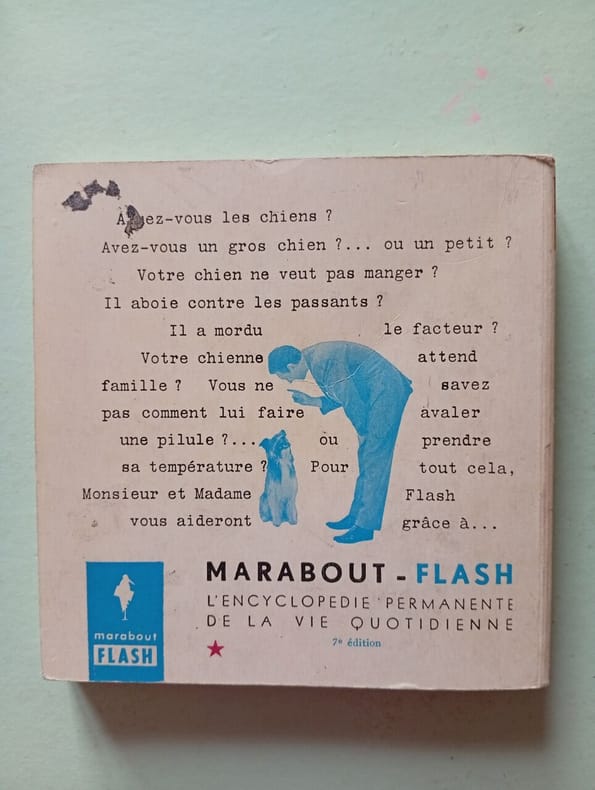 Aimez-vous les chiens ?
Avez-vous un gros chien ?... ou un petit ?
Votre chien ne veut pas manger ?
Il aboie contre les passants ?
Il a mordu le facteur ?
Votre chienne attend
famille ? Vous ne savez
pas comment lui faire avaler
une pilule ?... ou prendre
sa température ? Pour tout cela,
Monsieur et Madame Flash
vous aideront grâce à...
MARABOUT - FLASH
L'ENCYCLOPEDIE PERMANENTE
DE LA VIE QUOTIDIENNE
7e édition
marabout
FLASH